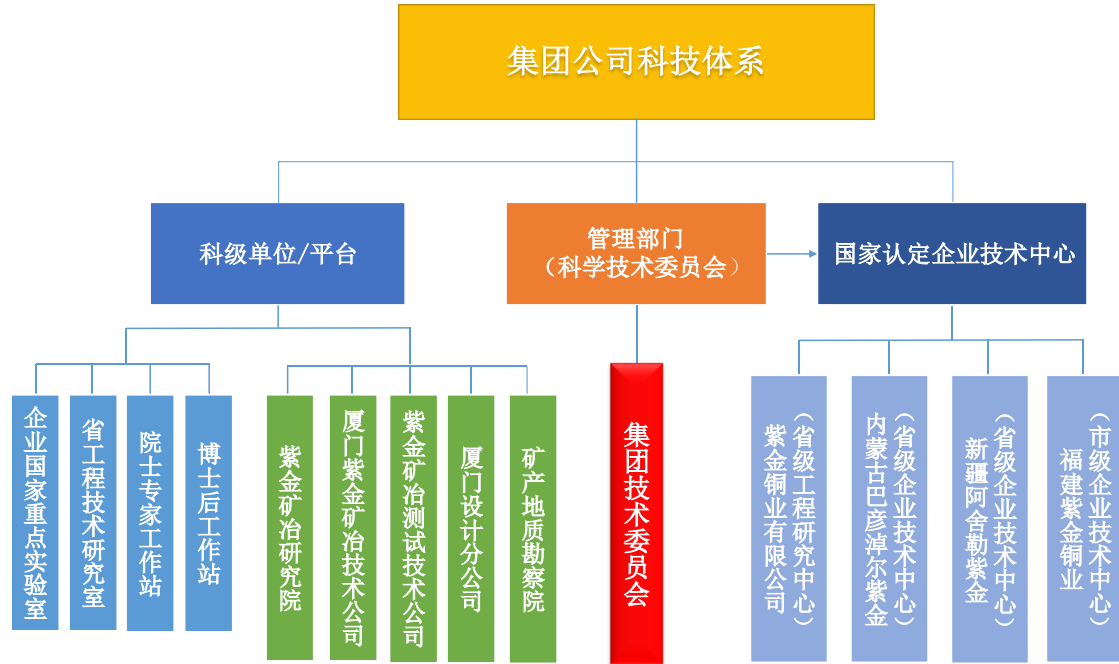 集团公司科技体系
科级单位/平台
管理部门
（科学技术委员会）
国家认定企业技术中心
企业国家重点实验室
省工程技术研究室
院士专家工作站
博士后工作站
紫金矿冶研究院
厦门紫金矿冶技术公司
紫金矿冶测试技术公司
厦门设计分公司
矿产地质勘察院
集团技术委员会
紫金铜业有限公司
（省级工程研究中心）
内蒙古巴彦淖尔紫金
（省级企业技术中心）
新疆阿舍勒紫金
（省级企业技术中心）
福建紫金铜业
（市级企业技术中心）